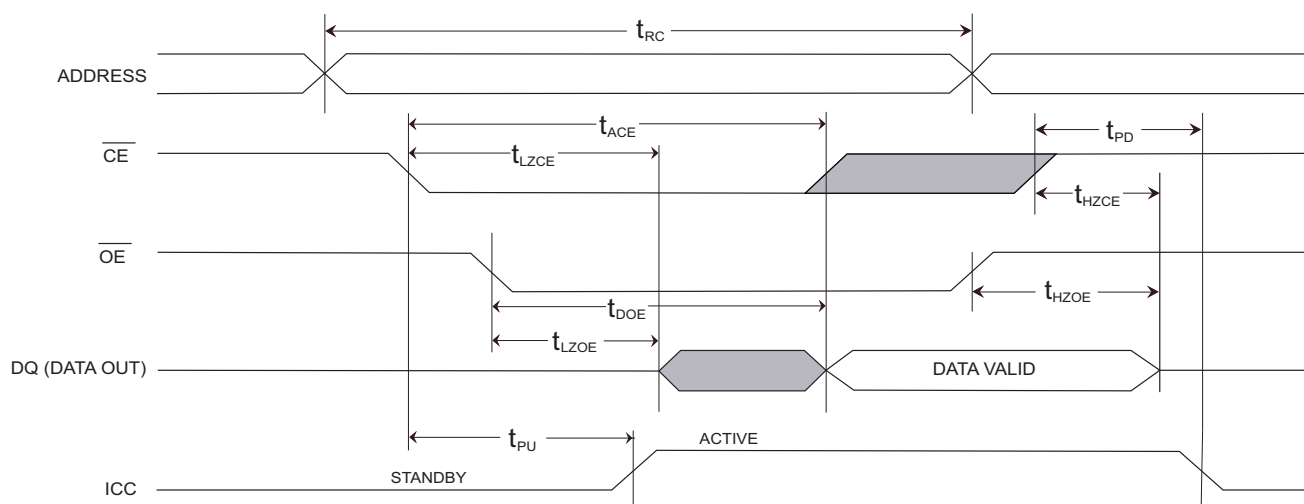 tRC
ADDRESS
tACE
tPD
CE
tLZCE
tHZCE
OE
tHZOE
tDOE
tLZOE
DQ (DATA OUT)
DATA VALID
tPU
ACTIVE
STANDBY
ICC